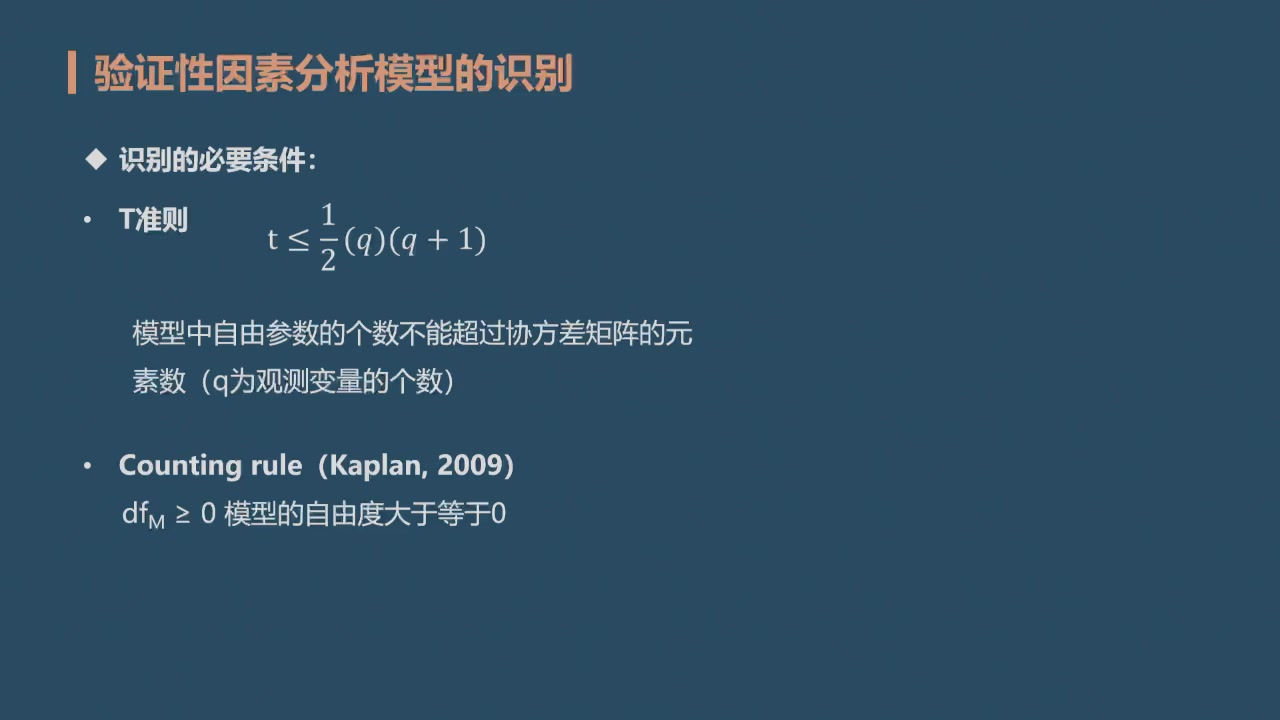 验证性因素分析模型的识别
◆ 识别的必要条件：
• T准则
t ≤ 1/2 (q)(q + 1)
模型中自由参数的个数不能超过协方差矩阵的元
素数（q为观测变量的个数）
• Counting rule（Kaplan, 2009）
df_M ≥ 0 模型的自由度大于等于0